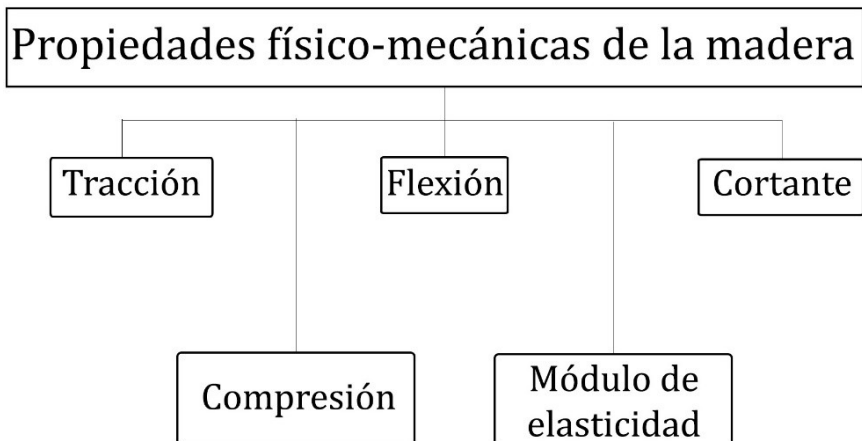 Propiedades físico-mecánicas de la madera
Tracción
Flexión
Cortante
Compresión
Módulo de
elasticidad